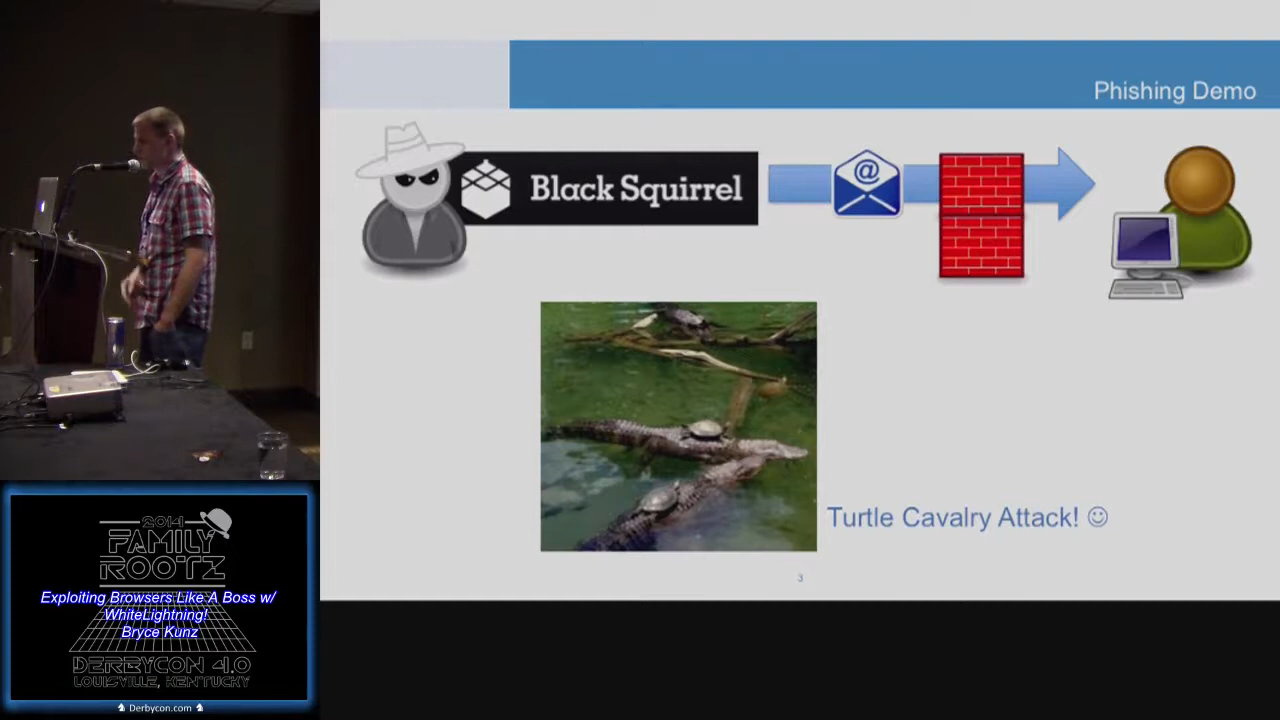 Phishing Demo
@
Black Squirrel
Turtle Cavalry Attack! ☺
3
2014
FAMILY
ROOTZ
Exploiting Browsers Like A Boss w/
WhiteLightning!
Bryce Kunz
DERBYCON 4.0
LOUISVILLE, KENTUCKY
Derbycon.com